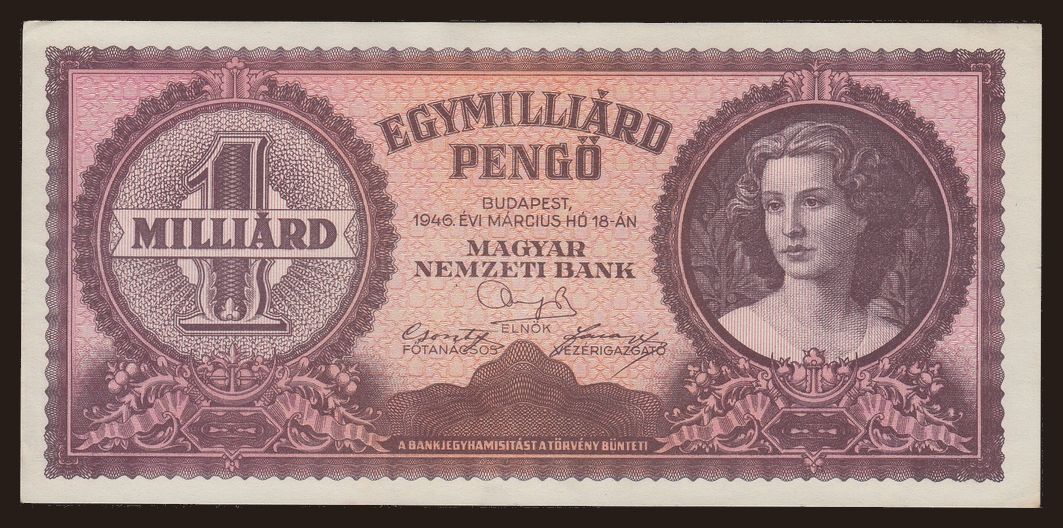 1
MILLIÁRD
EGYMILLIÁRD
PENGŐ
BUDAPEST,
1946. ÉVI MÁRCIUS HÓ 18-ÁN
MAGYAR
NEMZETI BANK
ELNÖK
FŐTANÁCSOS
VEZÉRIGAZGATÓ
A BANKJEGYHAMISÍTÁST A TÖRVÉNY BÜNTETI